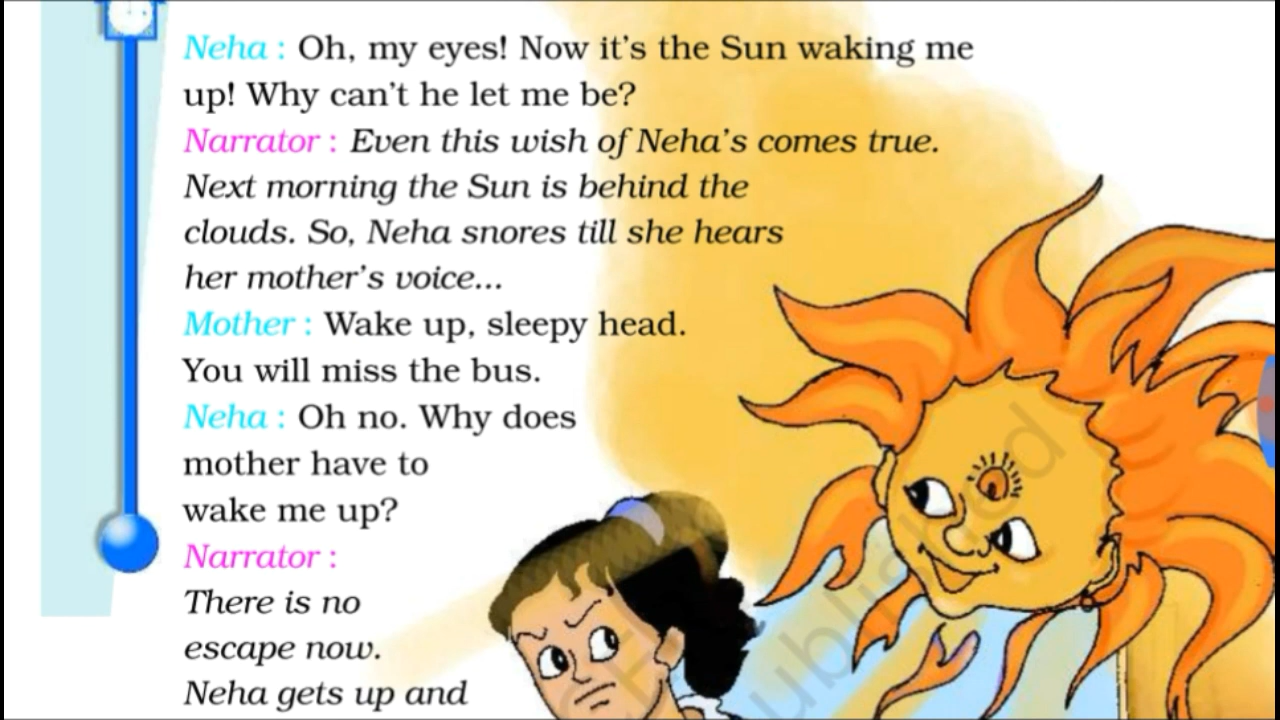 Neha : Oh, my eyes! Now it's the Sun waking me
up! Why can't he let me be?
Narrator : Even this wish of Neha's comes true.
Next morning the Sun is behind the
clouds. So, Neha snores till she hears
her mother's voice...
Mother : Wake up, sleepy head.
You will miss the bus.
Neha : Oh no. Why does
mother have to
wake me up?
Narrator :
There is no
escape now.
Neha gets up and